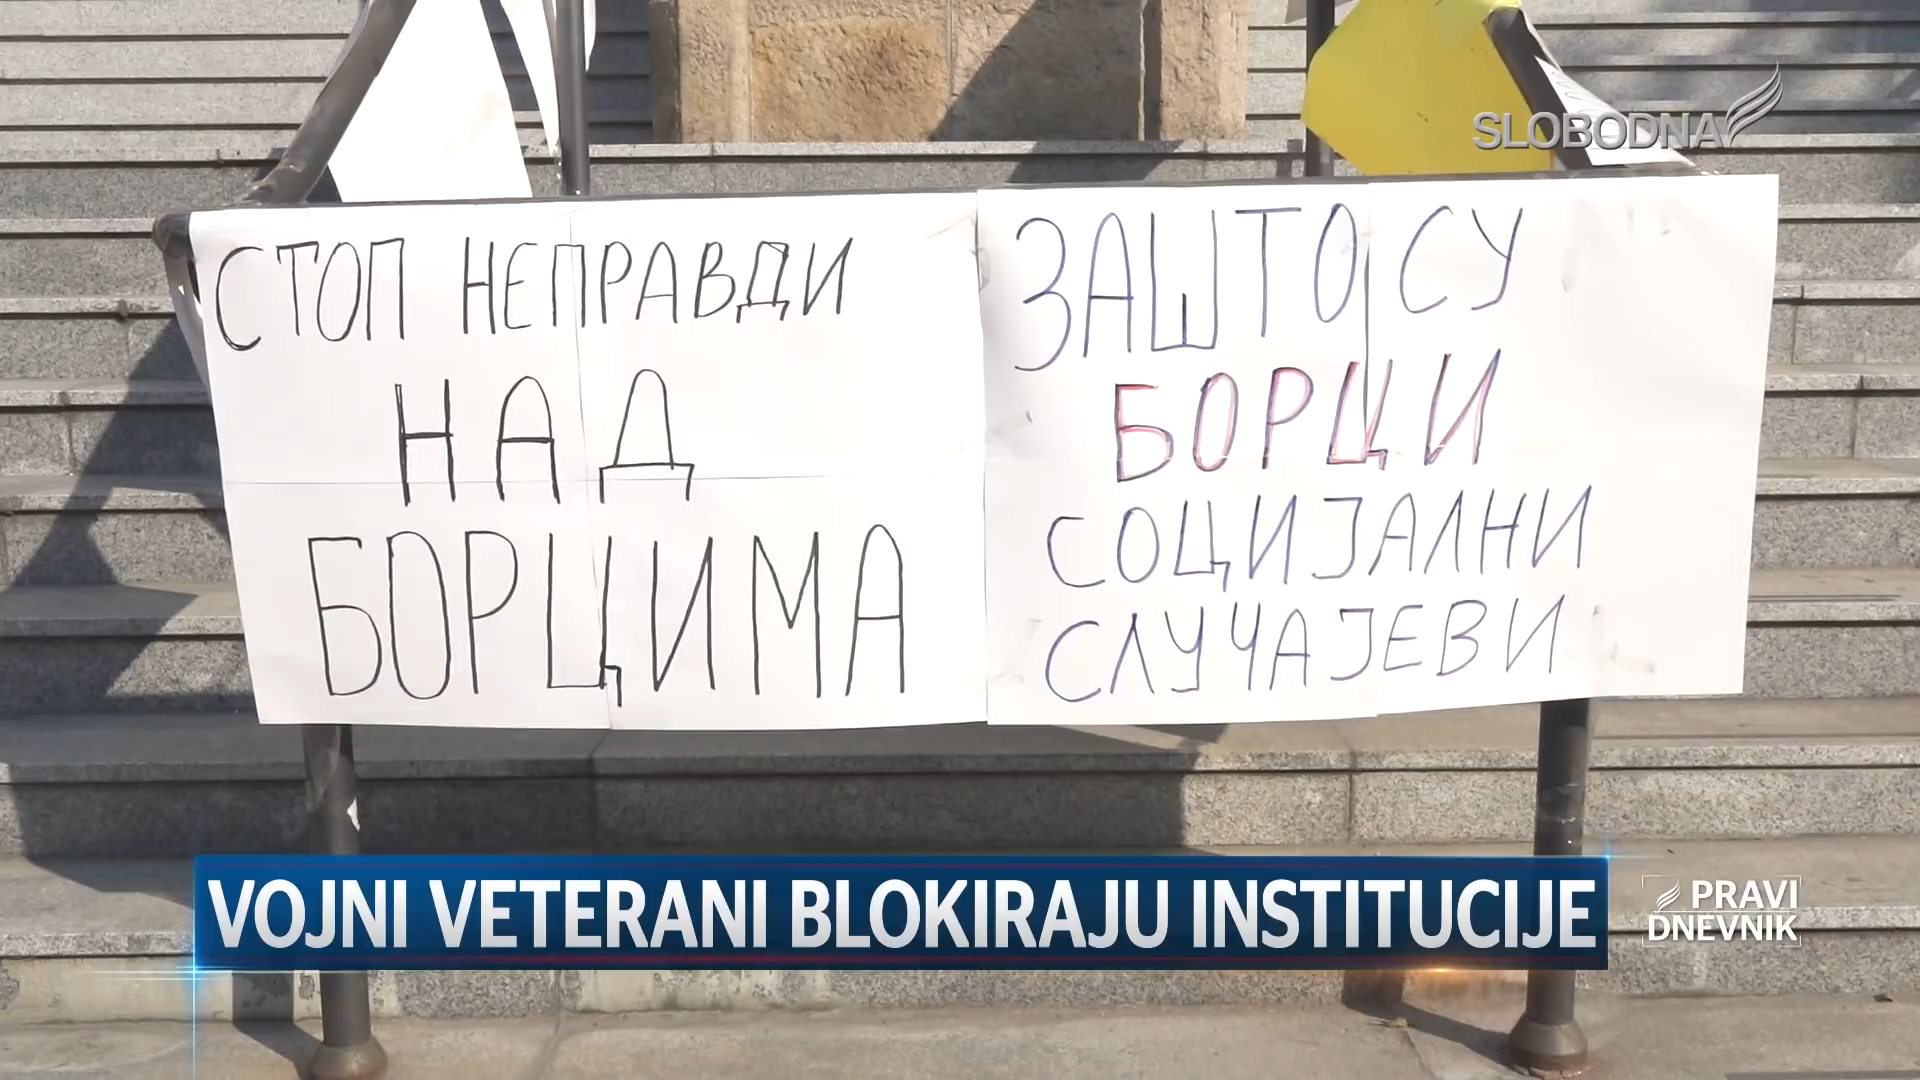 SLOBODNA
СТОП НЕПРАВДИ
НАД
БОРЦИМА
ЗАШТО СУ
БОРЦИ
СОЦИЈАЛНИ
СЛУЧАЈЕВИ
VOJNI VETERANI BLOKIRAJU INSTITUCIJE
PRAVI
DNEVNIK